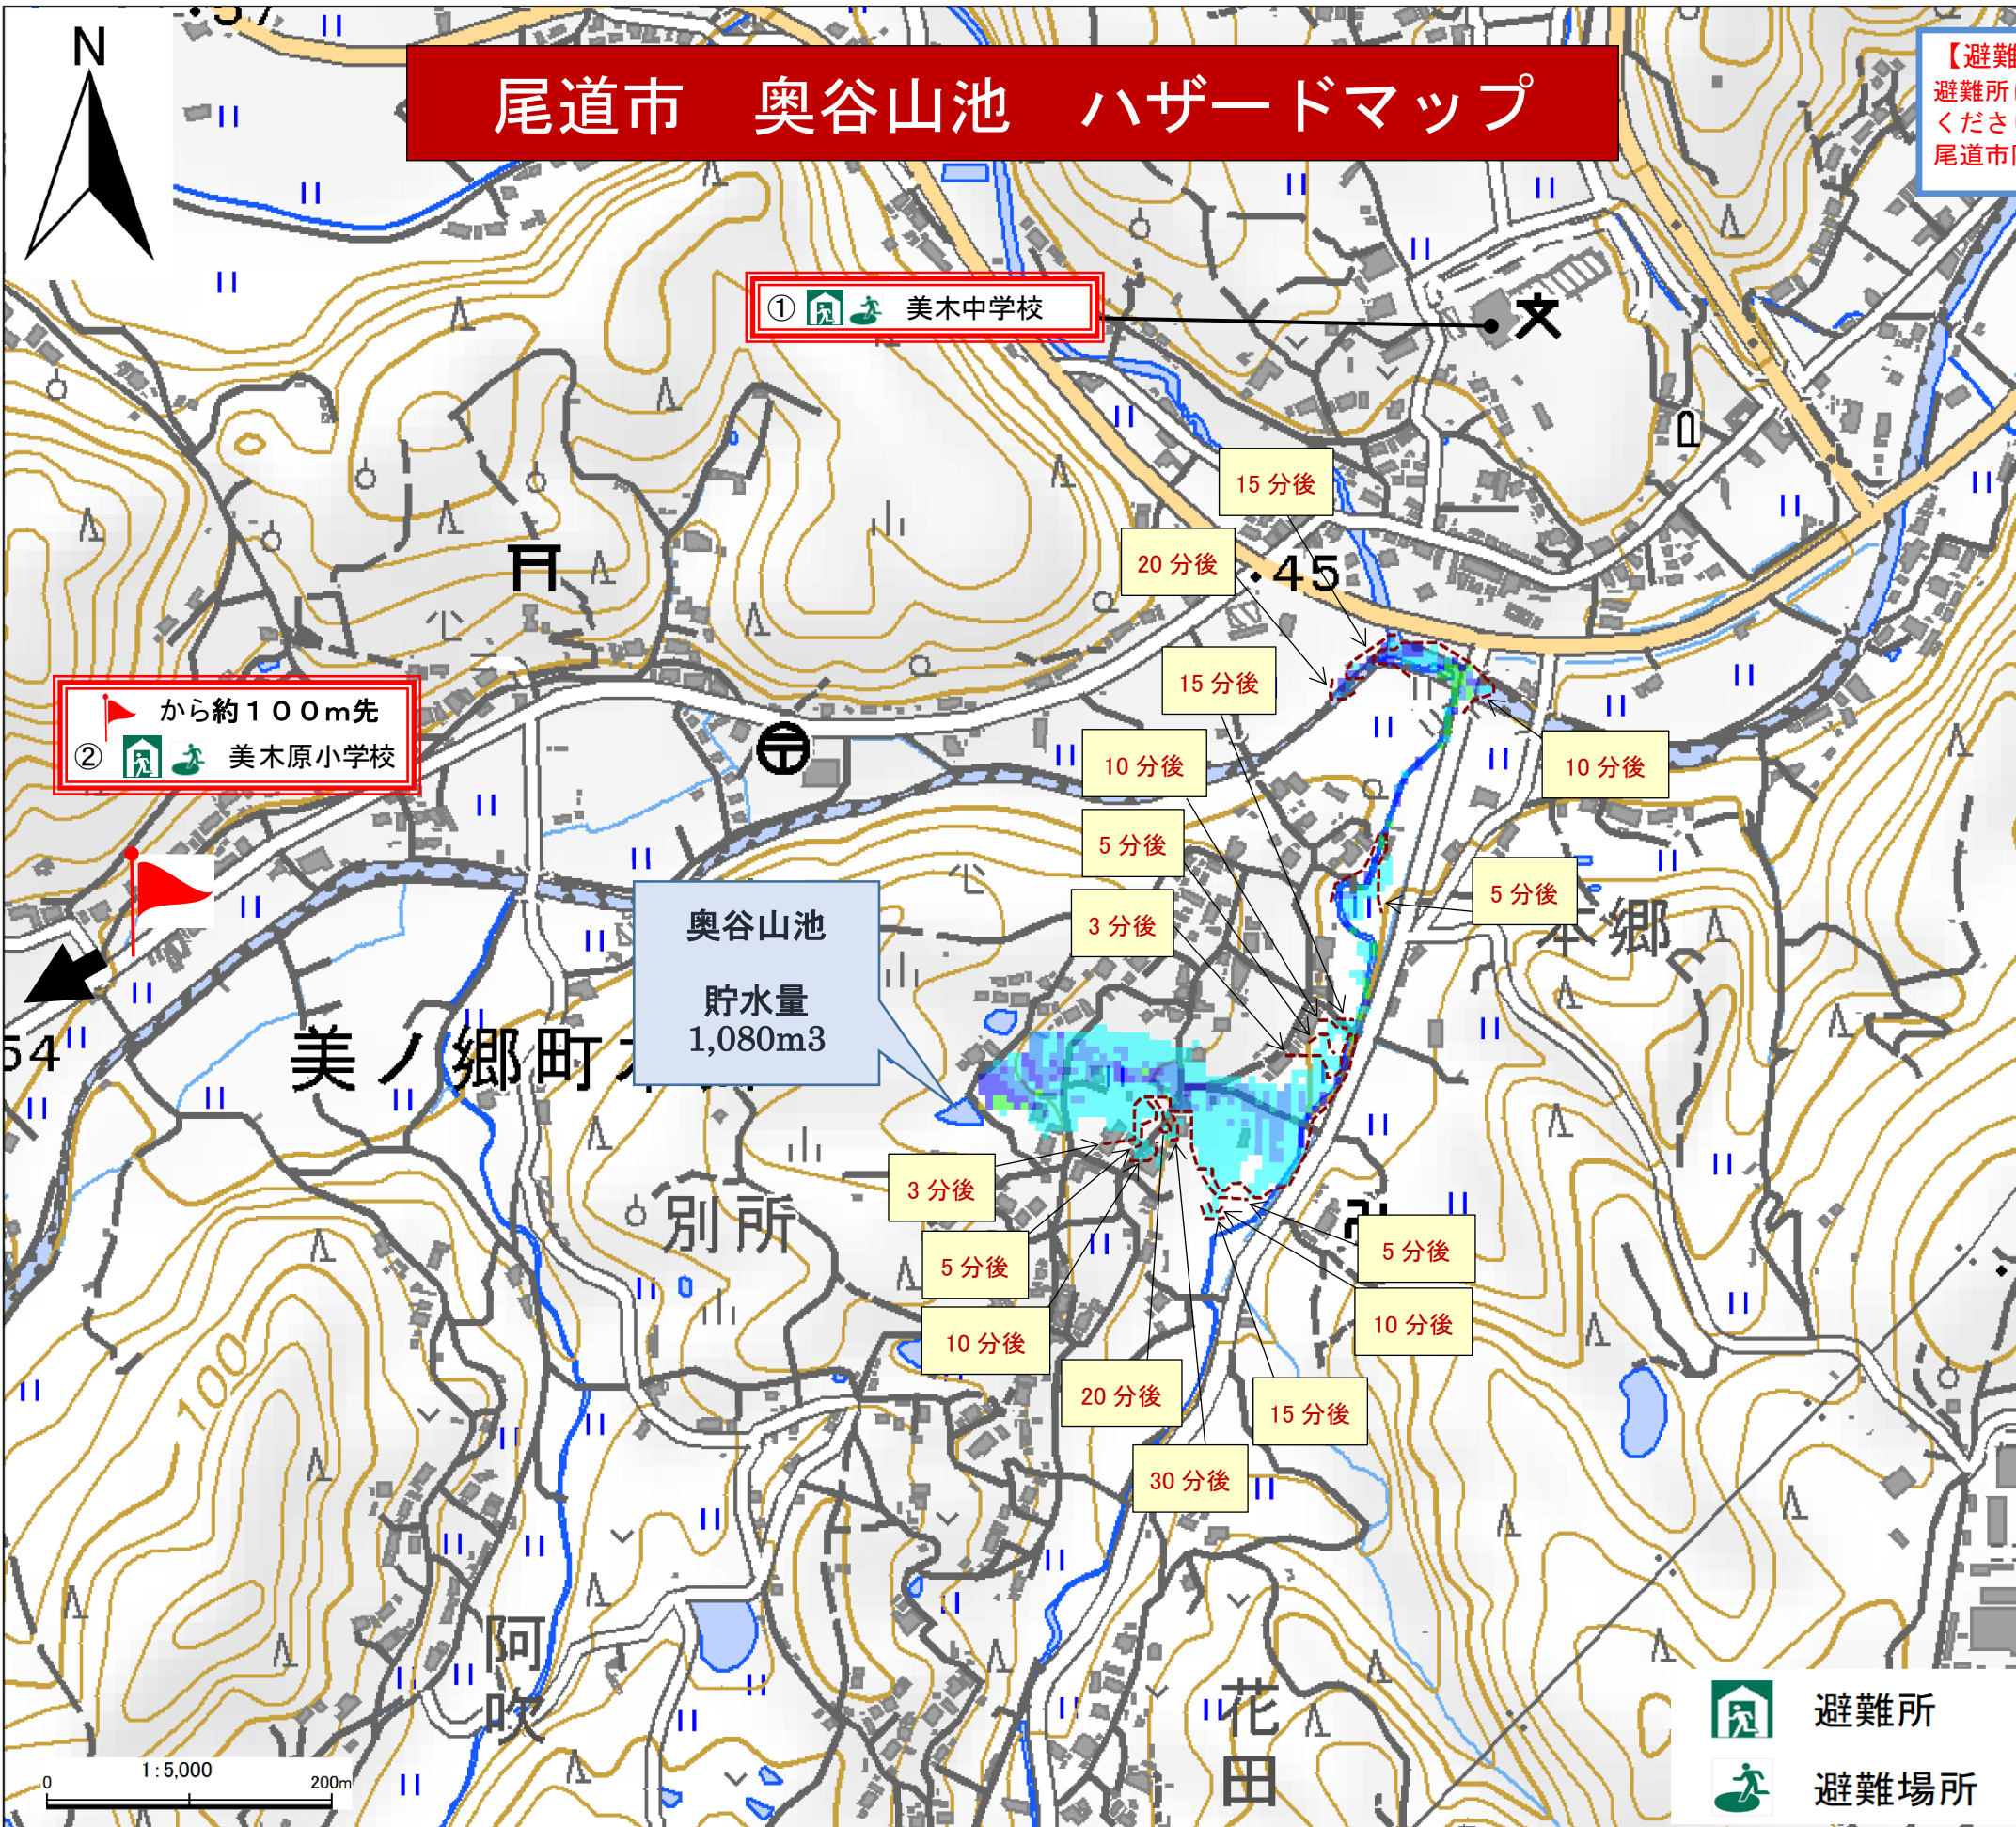 ・57
N
尾道市　奥谷山池　ハザードマップ
【避難
避難所
くださ
尾道市
① 美木中学校
文
15 分後
20 分後
・45
15 分後
から約１００ｍ先
② 美木原小学校
10 分後
10 分後
5 分後
5 分後
3 分後
本郷
奥谷山池
貯水量
1,080m3
54
美ノ郷町本郷
3 分後
別所
5 分後
5 分後
10 分後
10 分後
100
20 分後
15 分後
30 分後
阿吹
花田
避難所
避難場所
1:5,000
0
200m